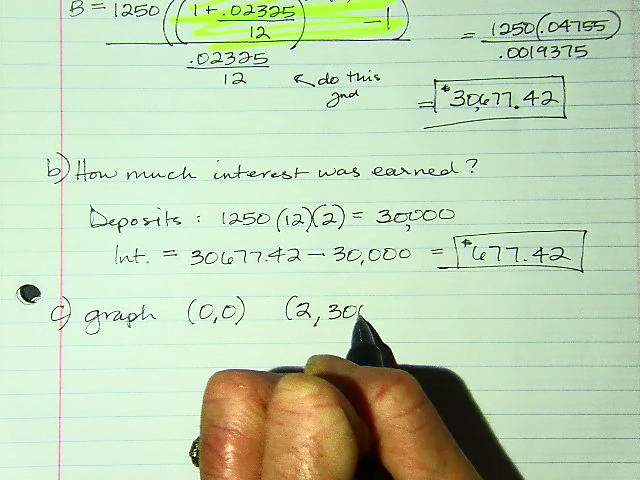 B = 1250((1 + .02325/12) - 1)
.02325/12
= 1250(.04755)/.0019375
↖ do this 2nd
= $30,677.42
b) How much interest was earned?
Deposits : 1250(12)(2) = 30,000
Int. = 30677.42 - 30,000 = $677.42
c) graph (0,0) (2, 30